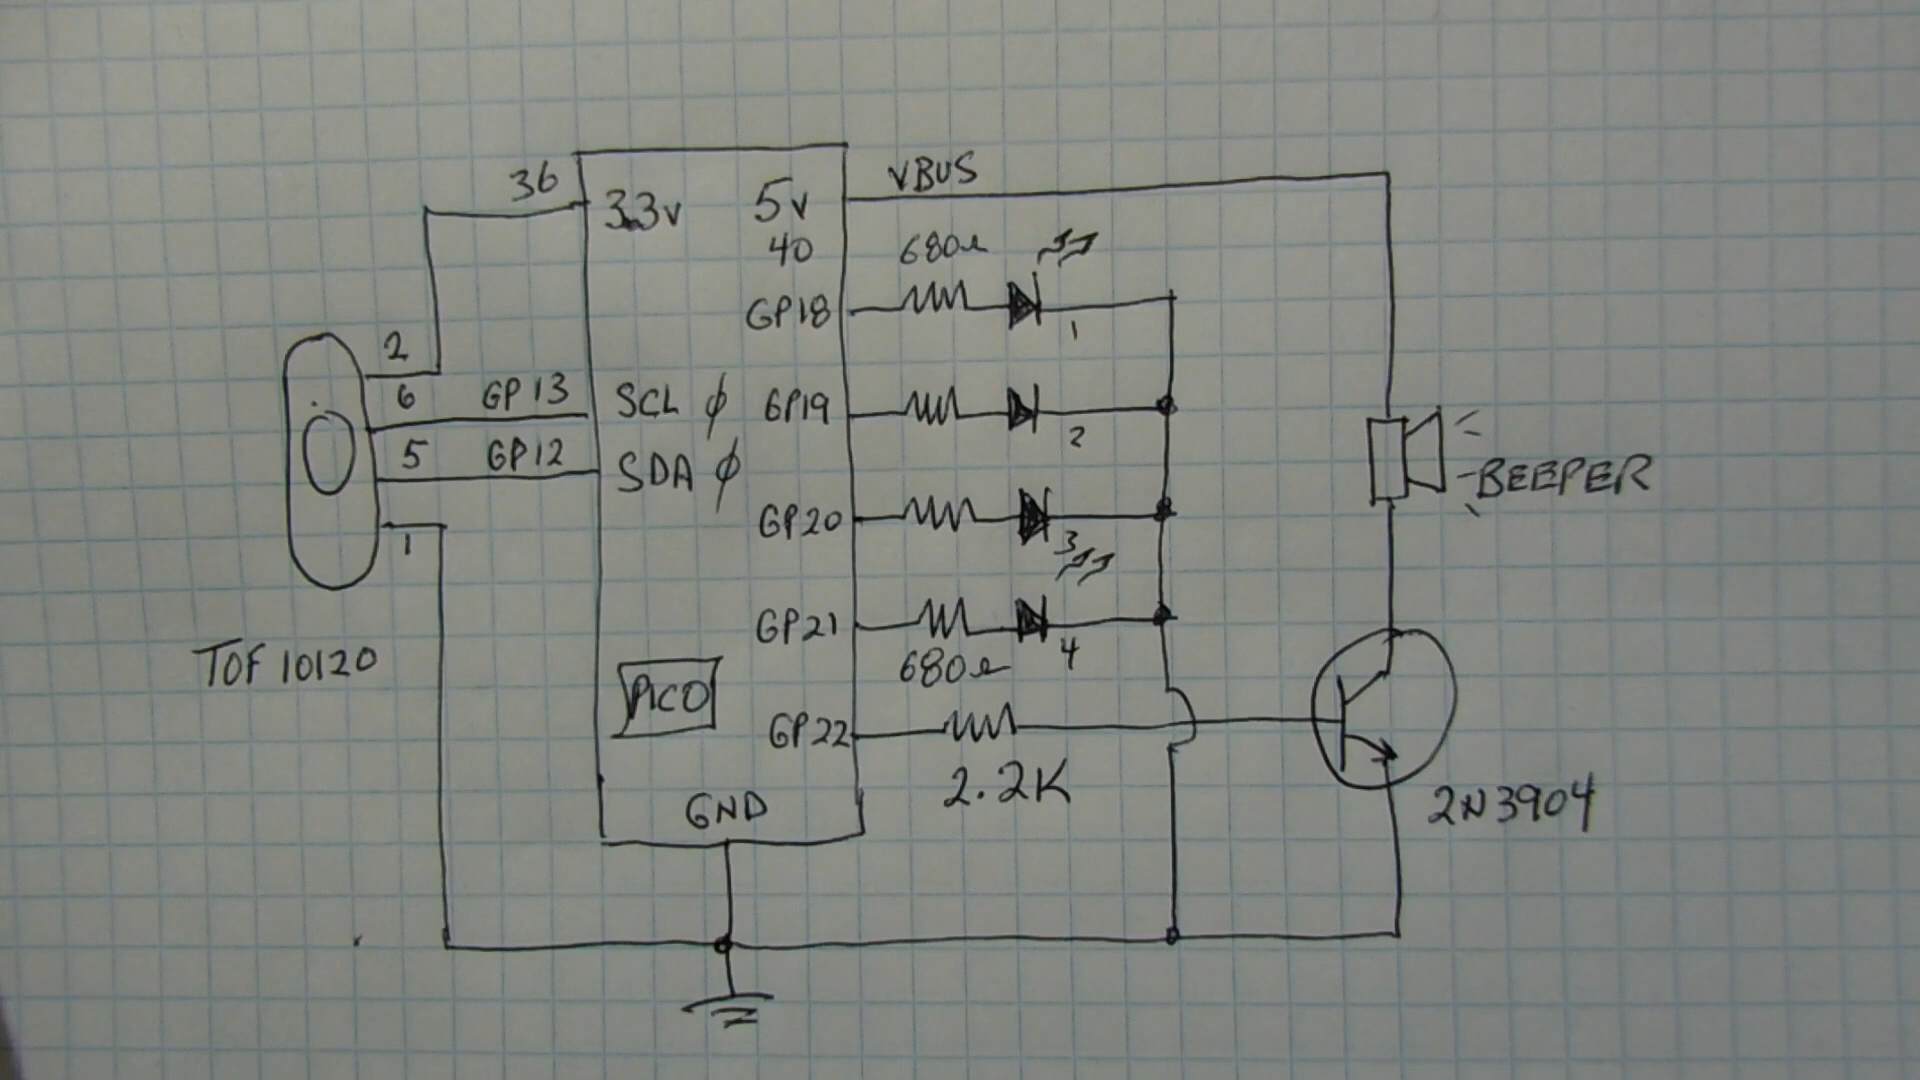 36
3.3v
5v
VBUS
40
680Ω
GP18
1
2
6
GP13
SCL ϕ
GP19
2
5
GP12
SDA ϕ
BEEPER
GP20
3
1
GP21
4
680Ω
TOF 10120
PICO
GP22
2.2K
GND
2N3904